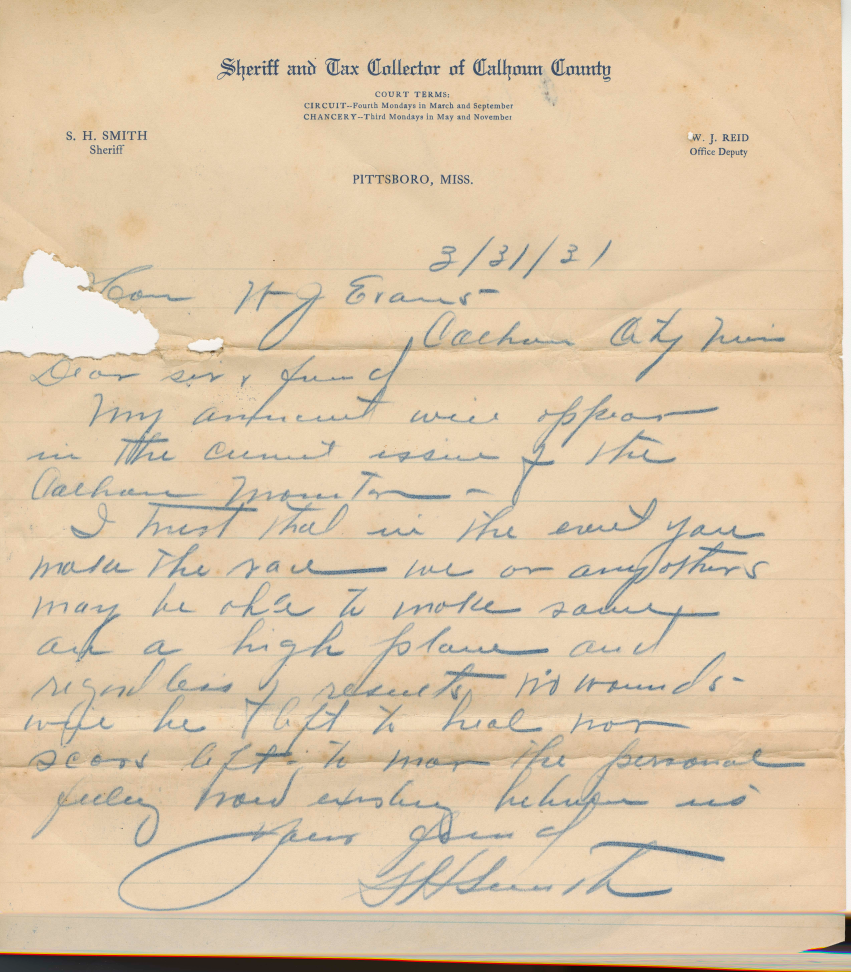 Sheriff and Tax Collector of Calhoun County
COURT TERMS:
CIRCUIT--Fourth Mondays in March and September
CHANCERY--Third Mondays in May and November
S. H. SMITH
Sheriff
W. J. REID
Office Deputy
PITTSBORO, MISS.
3/31/31
Hon W J Evans
Calhoun City Miss
Dear sir & friend
My announcement will appear
in the current issue of the
Calhoun Monitor -
I trust that in the event you
make the race we or any others
may be able to make same
on a high plane and
regardless of results, no wounds
will be left to heal nor
scars left to mar the personal
feeling now existing between us
Your friend
S H Smith